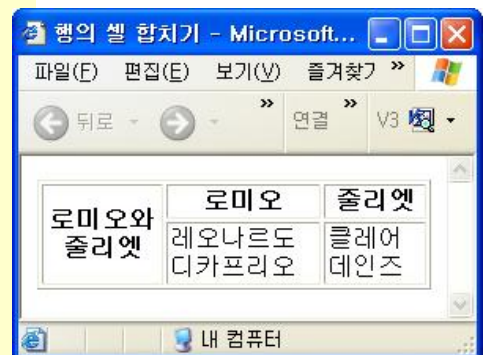 행의 셀 합치기 - Microsoft...
파일(F) 편집(E) 보기(V) 즐겨찾? »
뒤로 » 연결 » V3
로미오와
줄리엣
로미오 줄리엣
레오나르도
디카프리오
클레어
데인즈
내 컴퓨터